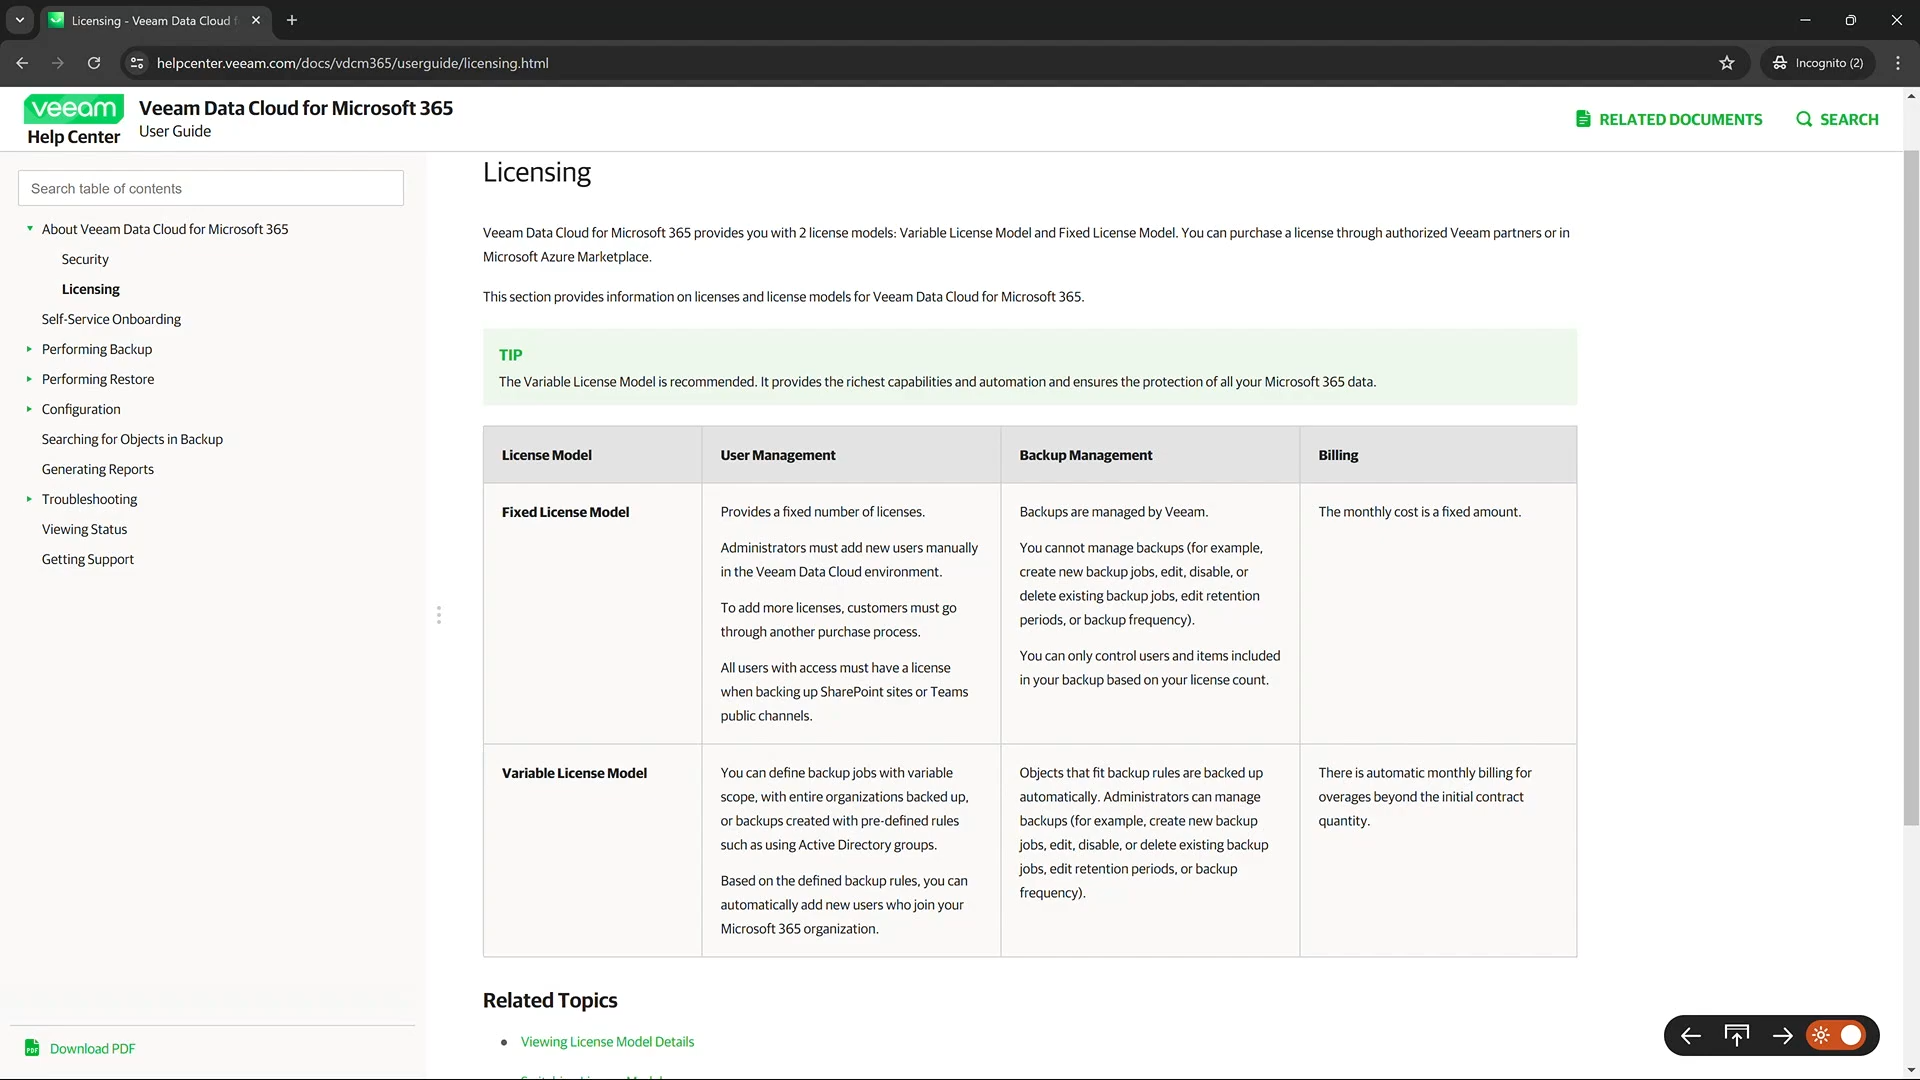 Licensing - Veeam Data Cloud f
helpcenter.veeam.com/docs/vdcm365/userguide/licensing.html
Incognito (2)
veeam
Help Center
Veeam Data Cloud for Microsoft 365
User Guide
RELATED DOCUMENTS
SEARCH
Search table of contents
About Veeam Data Cloud for Microsoft 365
Security
Licensing
Self-Service Onboarding
Performing Backup
Performing Restore
Configuration
Searching for Objects in Backup
Generating Reports
Troubleshooting
Viewing Status
Getting Support
PDF
Download PDF
Licensing
Veeam Data Cloud for Microsoft 365 provides you with 2 license models: Variable License Model and Fixed License Model. You can purchase a license through authorized Veeam partners or in
Microsoft Azure Marketplace.
This section provides information on licenses and license models for Veeam Data Cloud for Microsoft 365.
TIP
The Variable License Model is recommended. It provides the richest capabilities and automation and ensures the protection of all your Microsoft 365 data.
License Model
User Management
Backup Management
Billing
Fixed License Model
Provides a fixed number of licenses.
Administrators must add new users manually
in the Veeam Data Cloud environment.
To add more licenses, customers must go
through another purchase process.
All users with access must have a license
when backing up SharePoint sites or Teams
public channels.
Backups are managed by Veeam.
You cannot manage backups (for example,
create new backup jobs, edit, disable, or
delete existing backup jobs, edit retention
periods, or backup frequency).
You can only control users and items included
in your backup based on your license count.
The monthly cost is a fixed amount.
Variable License Model
You can define backup jobs with variable
scope, with entire organizations backed up,
or backups created with pre-defined rules
such as using Active Directory groups.
Based on the defined backup rules, you can
automatically add new users who join your
Microsoft 365 organization.
Objects that fit backup rules are backed up
automatically. Administrators can manage
backups (for example, create new backup
jobs, edit, disable, or delete existing backup
jobs, edit retention periods, or backup
frequency).
There is automatic monthly billing for
overages beyond the initial contract
quantity.
Related Topics
Viewing License Model Details